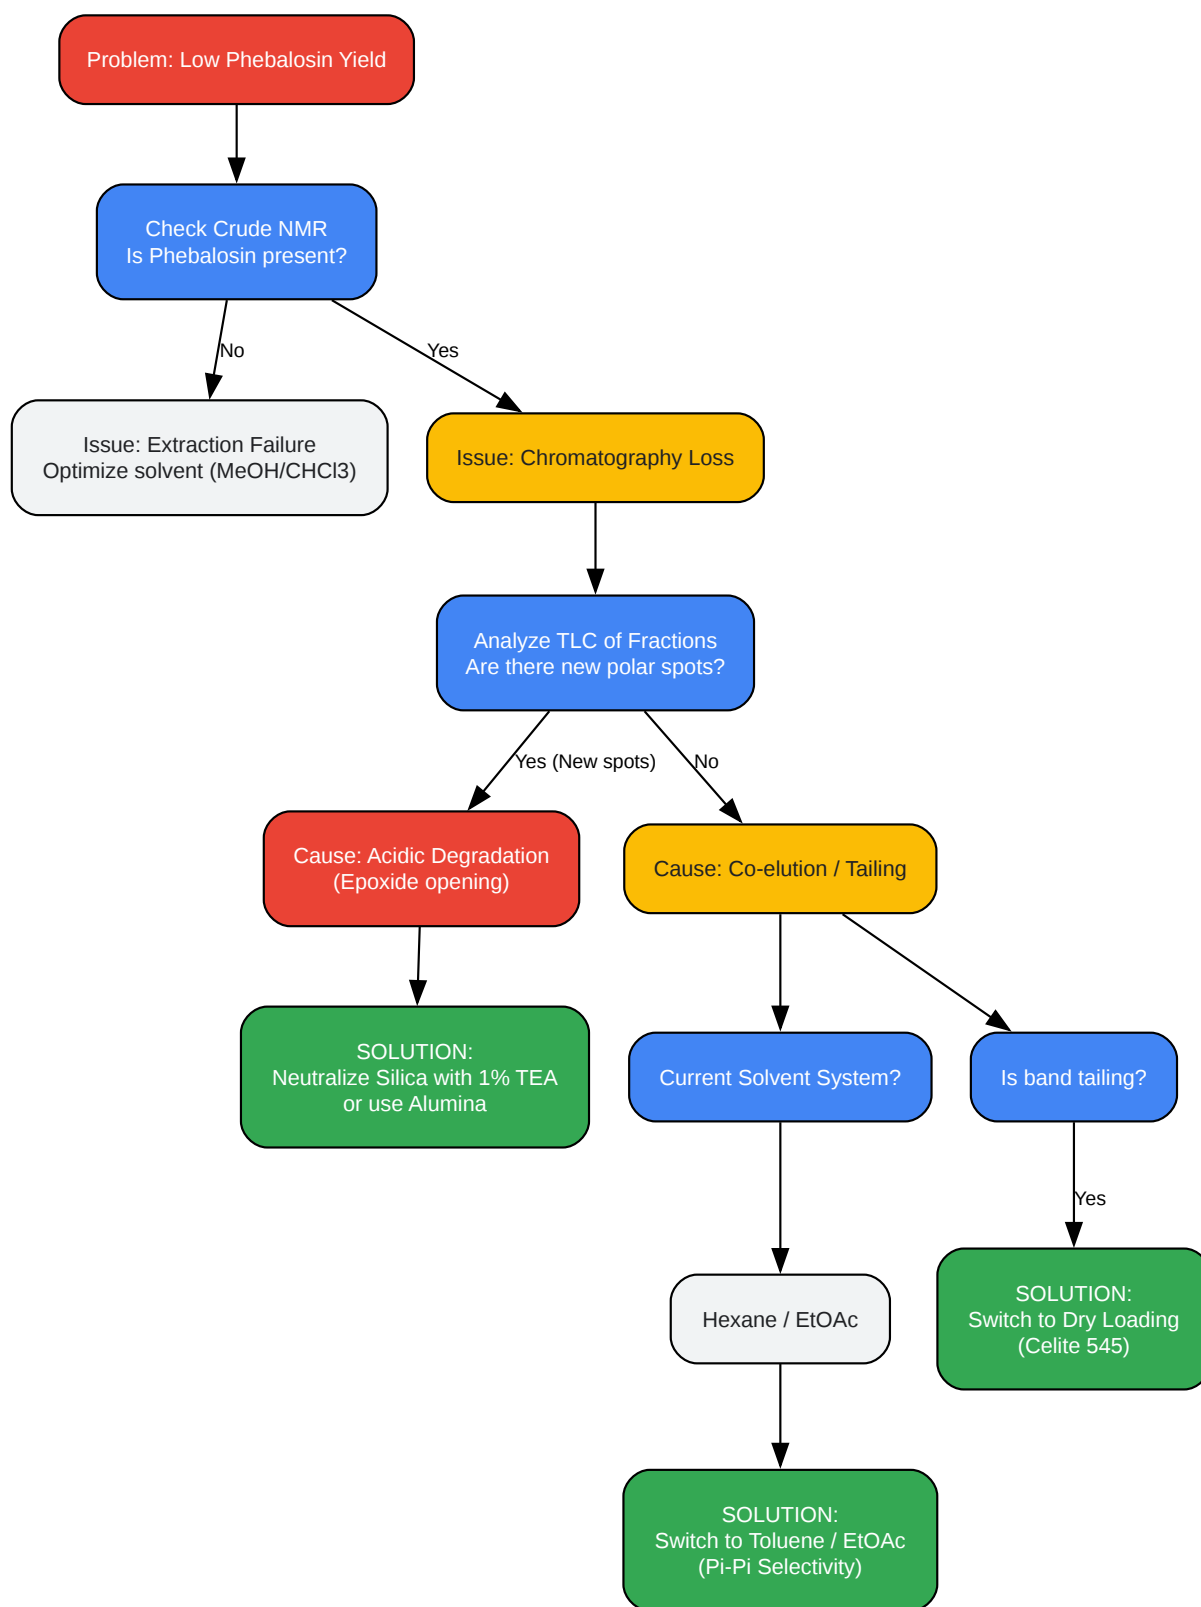 Problem: Low Phebalosin Yield
Check Crude NMR
Is Phebalosin present?
No
Yes
Issue: Extraction Failure
Optimize solvent (MeOH/CHCl3)
Issue: Chromatography Loss
Analyze TLC of Fractions
Are there new polar spots?
Yes (New spots)
No
Cause: Acidic Degradation
(Epoxide opening)
Cause: Co-elution / Tailing
SOLUTION:
Neutralize Silica with 1% TEA
or use Alumina
Current Solvent System?
Is band tailing?
Yes
Hexane / EtOAc
SOLUTION:
Switch to Dry Loading
(Celite 545)
SOLUTION:
Switch to Toluene / EtOAc
(Pi-Pi Selectivity)